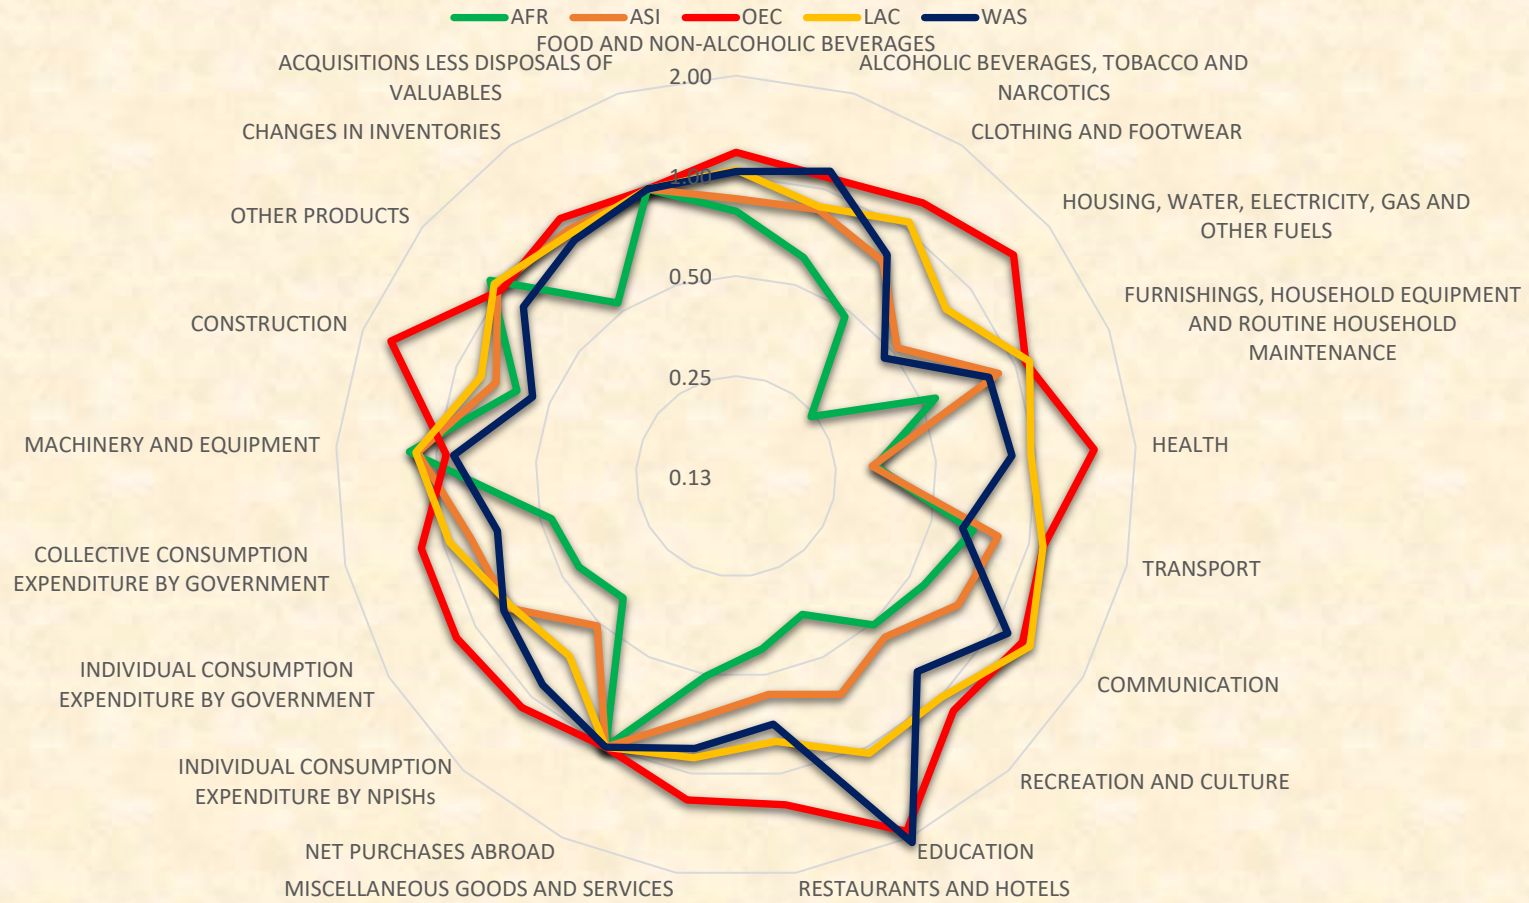 AFR ASI OEC LAC WAS
FOOD AND NON-ALCOHOLIC BEVERAGES
ACQUISITIONS LESS DISPOSALS OF
VALUABLES
ALCOHOLIC BEVERAGES, TOBACCO AND
NARCOTICS
2.00
CHANGES IN INVENTORIES
CLOTHING AND FOOTWEAR
1.00
OTHER PRODUCTS
HOUSING, WATER, ELECTRICITY, GAS AND
OTHER FUELS
0.50
CONSTRUCTION
FURNISHINGS, HOUSEHOLD EQUIPMENT
AND ROUTINE HOUSEHOLD
MAINTENANCE
0.25
MACHINERY AND EQUIPMENT
HEALTH
0.13
COLLECTIVE CONSUMPTION
EXPENDITURE BY GOVERNMENT
TRANSPORT
INDIVIDUAL CONSUMPTION
EXPENDITURE BY GOVERNMENT
COMMUNICATION
INDIVIDUAL CONSUMPTION
EXPENDITURE BY NPISHs
RECREATION AND CULTURE
NET PURCHASES ABROAD
EDUCATION
MISCELLANEOUS GOODS AND SERVICES
RESTAURANTS AND HOTELS